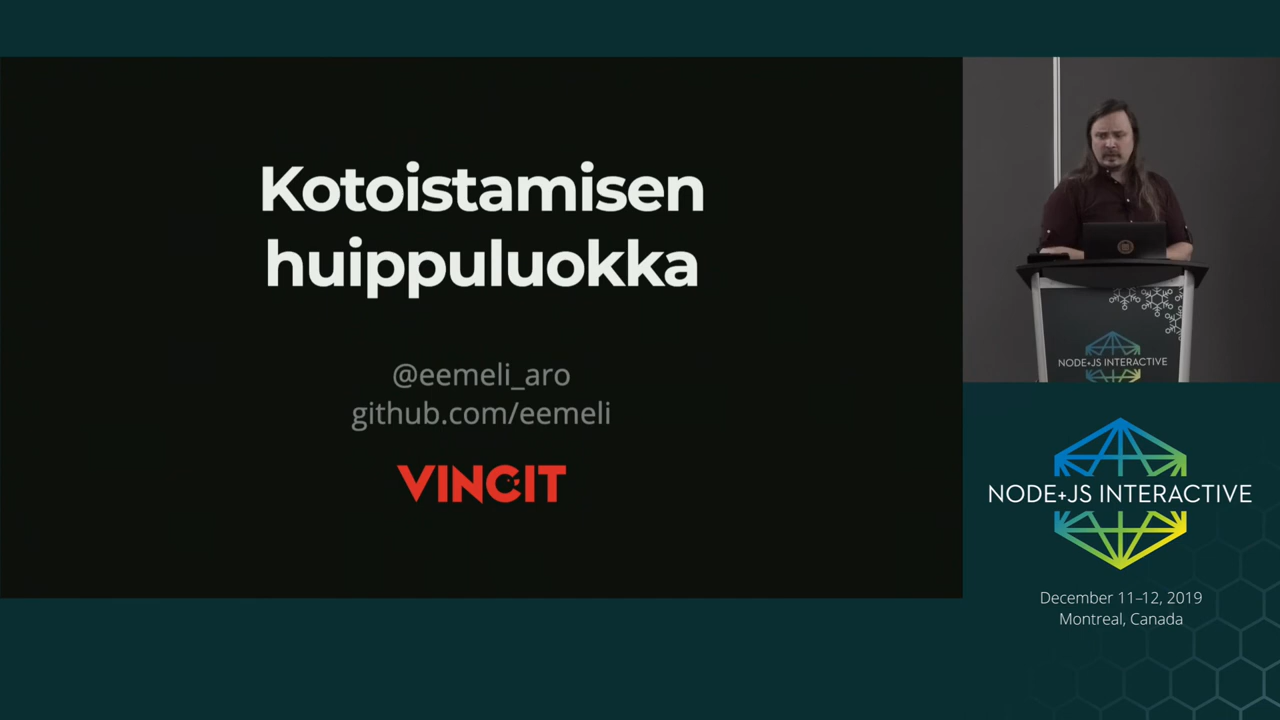 Kotoistamisen
huippuluokka
@eemeli_aro
github.com/eemeli
VINCIT
NODE+JS INTERACTIVE
NODE+JS INTERACTIVE
December 11–12, 2019
Montreal, Canada